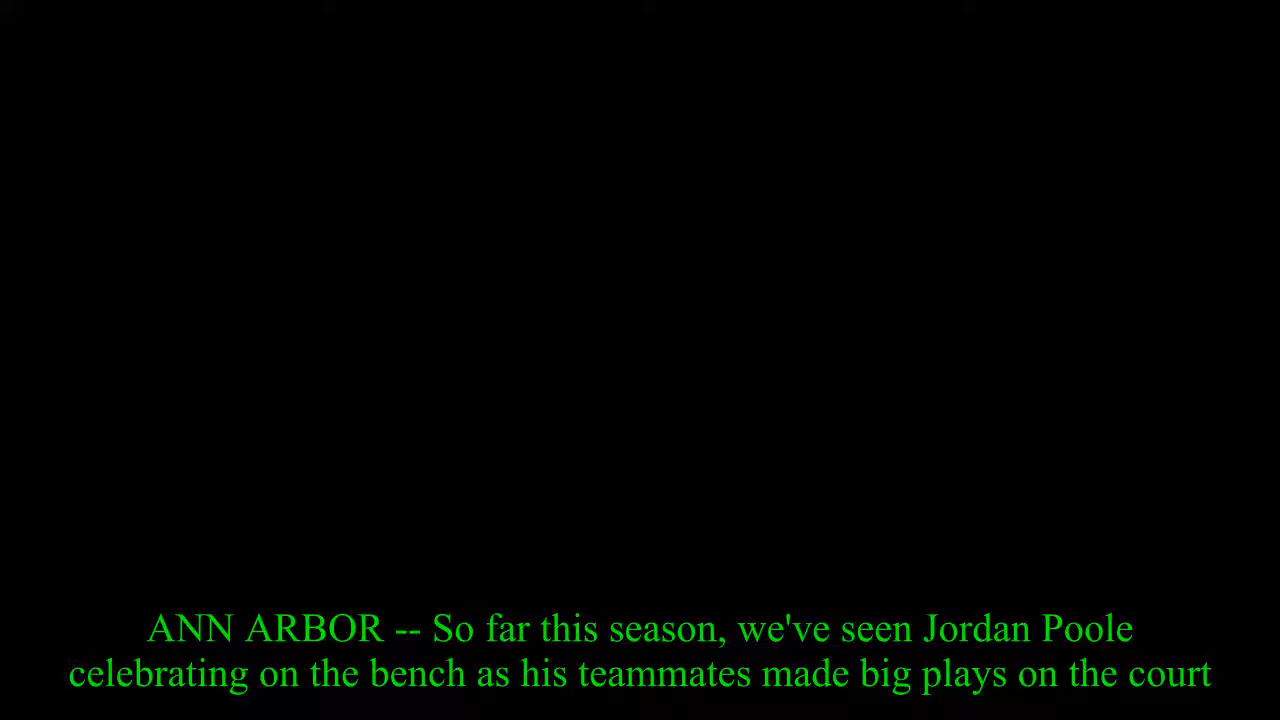 ANN ARBOR -- So far this season, we've seen Jordan Poole
celebrating on the bench as his teammates made big plays on the court